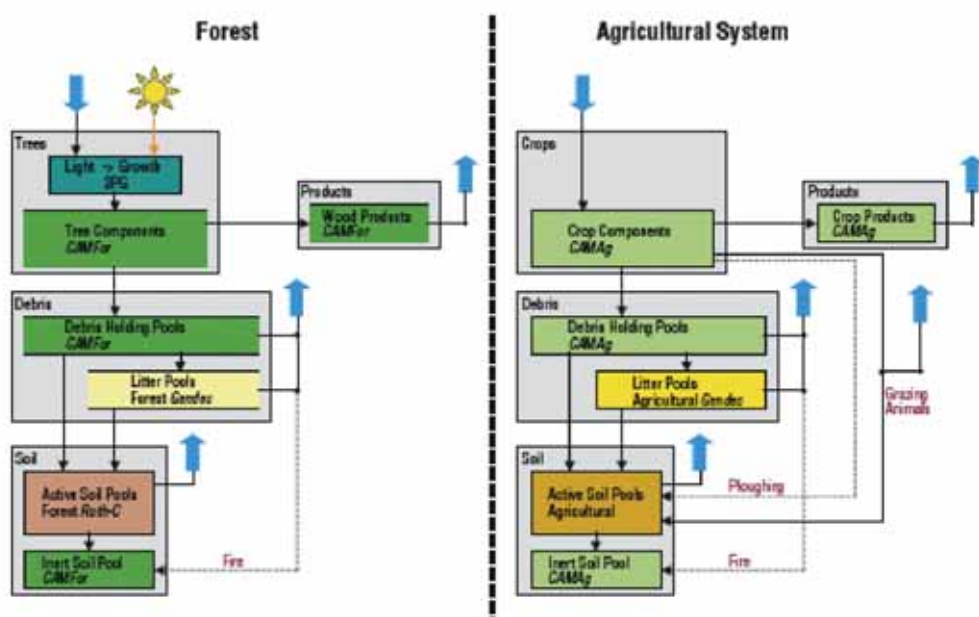 Forest
Trees
Light -> Growth
3PG
Tree Components
CAMFor
Products
Wood Products
CAMFor
Debris
Debris Holding Pools
CAMFor
Litter Pools
Forest Gendec
Soil
Active Soil Pools
Forest Roth-C
Inert Soil Pool
CAMFor
Fire
Agricultural System
Crops
Crop Components
CAMAg
Products
Crop Products
CAMAg
Debris
Debris Holding Pools
CAMAg
Litter Pools
Agricultural Gendec
Grazing
Animals
Soil
Active Soil Pools
Agricultural
Ploughing
Inert Soil Pool
CAMAg
Fire